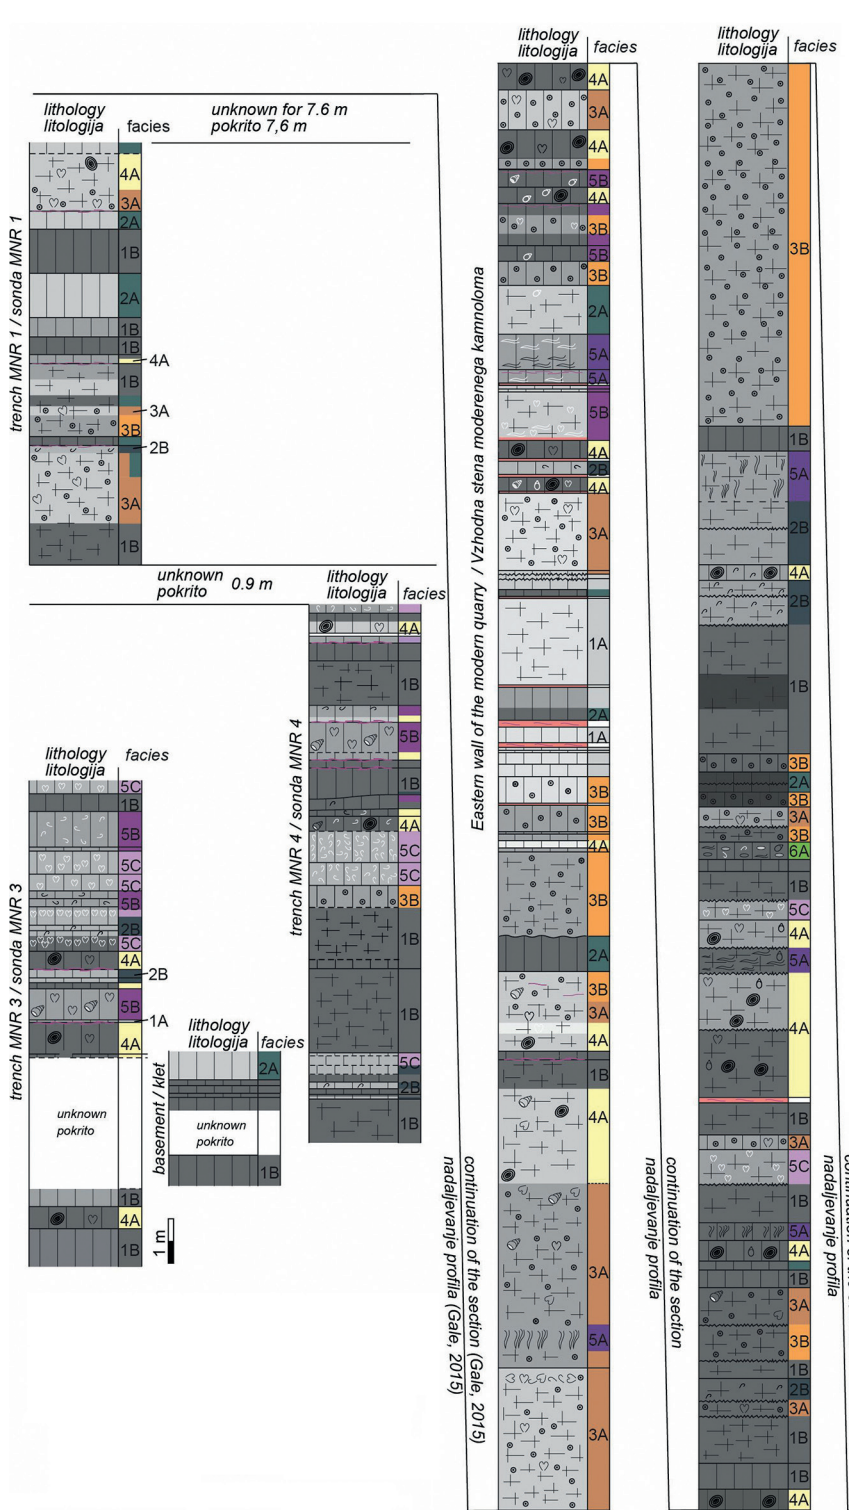 lithology
litologija
facies
unknown for 7.6 m
pokrito 7,6 m
trench MNR 1 / sonda MNR 1
4A
3A
2A
1B
2A
1B
1B
4A
1B
3A
3B
2B
3A
1B
unknown
pokrito
0.9 m
lithology
litologija
facies
trench MNR 3 / sonda MNR 3
5C
1B
5B
5C
5C
5B
2B
5C
4A
2B
5B
1A
4A
unknown
pokrito
1B
4A
1B
1 m
lithology
litologija
facies
basement / klet
2A
unknown
pokrito
1B
lithology
litologija
facies
trench MNR 4 / sonda MNR 4
4A
1B
5B
1B
4A
5C
5C
3B
1B
1B
5C
2B
1B
continuation of the section (Gale, 2015)
nadaljevanje profila (Gale, 2015)
lithology
litologija
facies
Eastern wall of the modern quarry / Vzhodna stena moderenega kamnoloma
4A
3A
4A
5B
4A
3B
5B
3B
2A
5A
5A
5B
4A
2B
4A
3A
1A
2A
1A
3B
3B
4A
3B
2A
3B
3A
4A
1B
4A
3A
5A
3A
continuation of the section
nadaljevanje profila
lithology
litologija
facies
3B
1B
5A
2B
4A
2B
1B
3B
2A
3B
3A
3B
6A
1B
5C
4A
5A
4A
1B
3A
5C
1B
5A
4A
1B
3A
3B
1B
2B
3A
1B
1B
4A
nadaljevanje profila